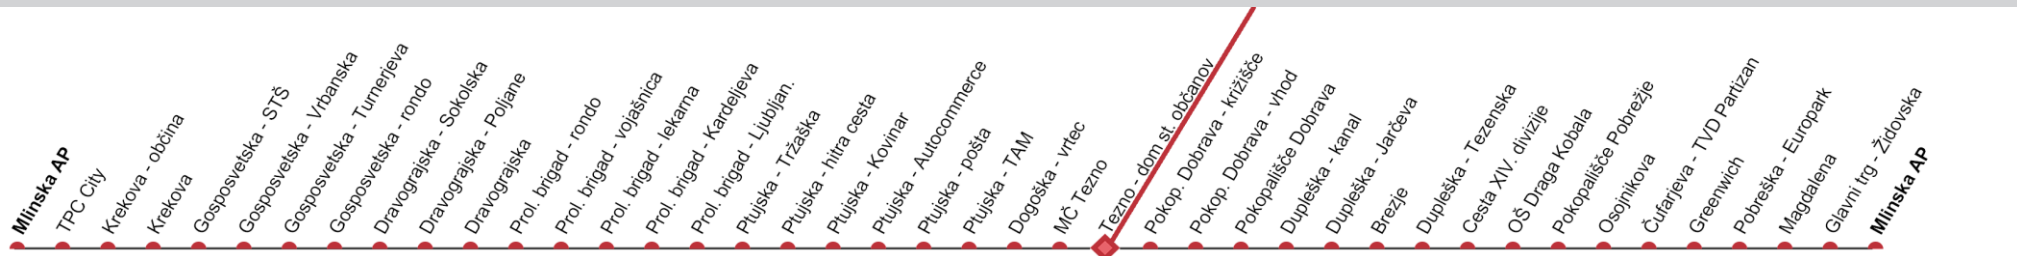 Mlinska AP
TPC City
Krekova - občina
Krekova
Gosposvetska - STŠ
Gosposvetska - Vrbanska
Gosposvetska - Turnerjeva
Gosposvetska - rondo
Dravograjska - Sokolska
Dravograjska - Poljane
Dravograjska
Prol. brigad - rondo
Prol. brigad - vojašnica
Prol. brigad - lekarna
Prol. brigad - Kardeljeva
Prol. brigad - Ljubljan.
Ptujska - Tržaška
Ptujska - hitra cesta
Ptujska - Kovinar
Ptujska - Autocommerce
Ptujska - pošta
Ptujska - TAM
Dogoška - vrtec
MČ Tezno
Tezno - dom st. občanov
Pokop. Dobrava - križišče
Pokop. Dobrava - vhod
Pokopališče Dobrava
Dupleška - kanal
Dupleška - Jarčeva
Brezje
Dupleška - Tezenska
Cesta XIV. divizije
OŠ Draga Kobala
Pokopališče Pobrežje
Osojnikova
Čufarjeva - TVD Partizan
Greenwich
Pobreška - Europark
Magdalena
Glavni trg - Židovska
Mlinska AP